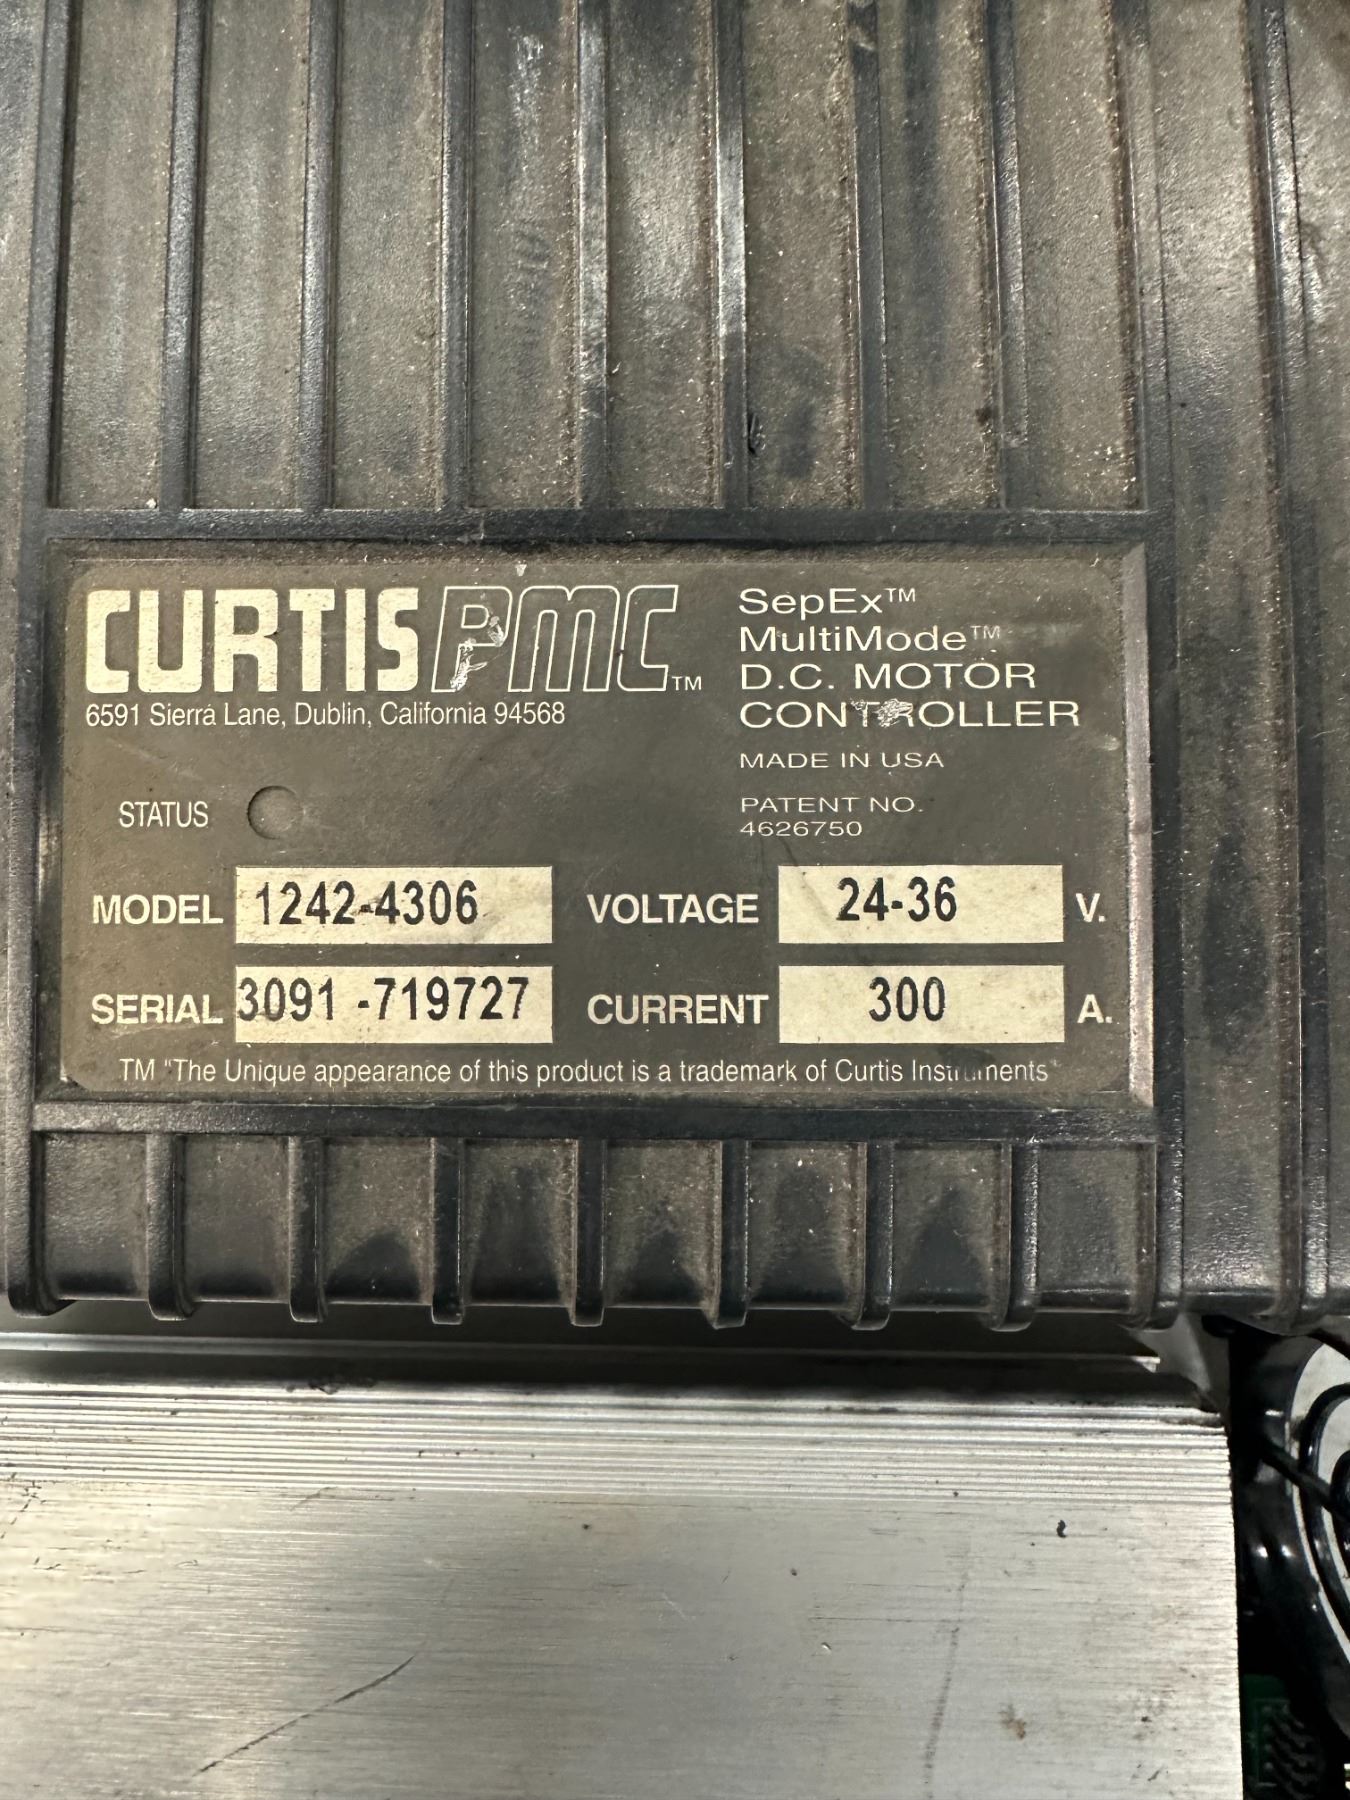 CURTIS PMC™
6591 Sierra Lane, Dublin, California 94568
SepEx™
MultiMode™
D.C. MOTOR
CONTROLLER
MADE IN USA
PATENT NO.
4626750
STATUS
MODEL 1242-4306
VOLTAGE 24-36 V.
SERIAL 3091 -719727
CURRENT 300 A.
TM "The Unique appearance of this product is a trademark of Curtis Instruments"